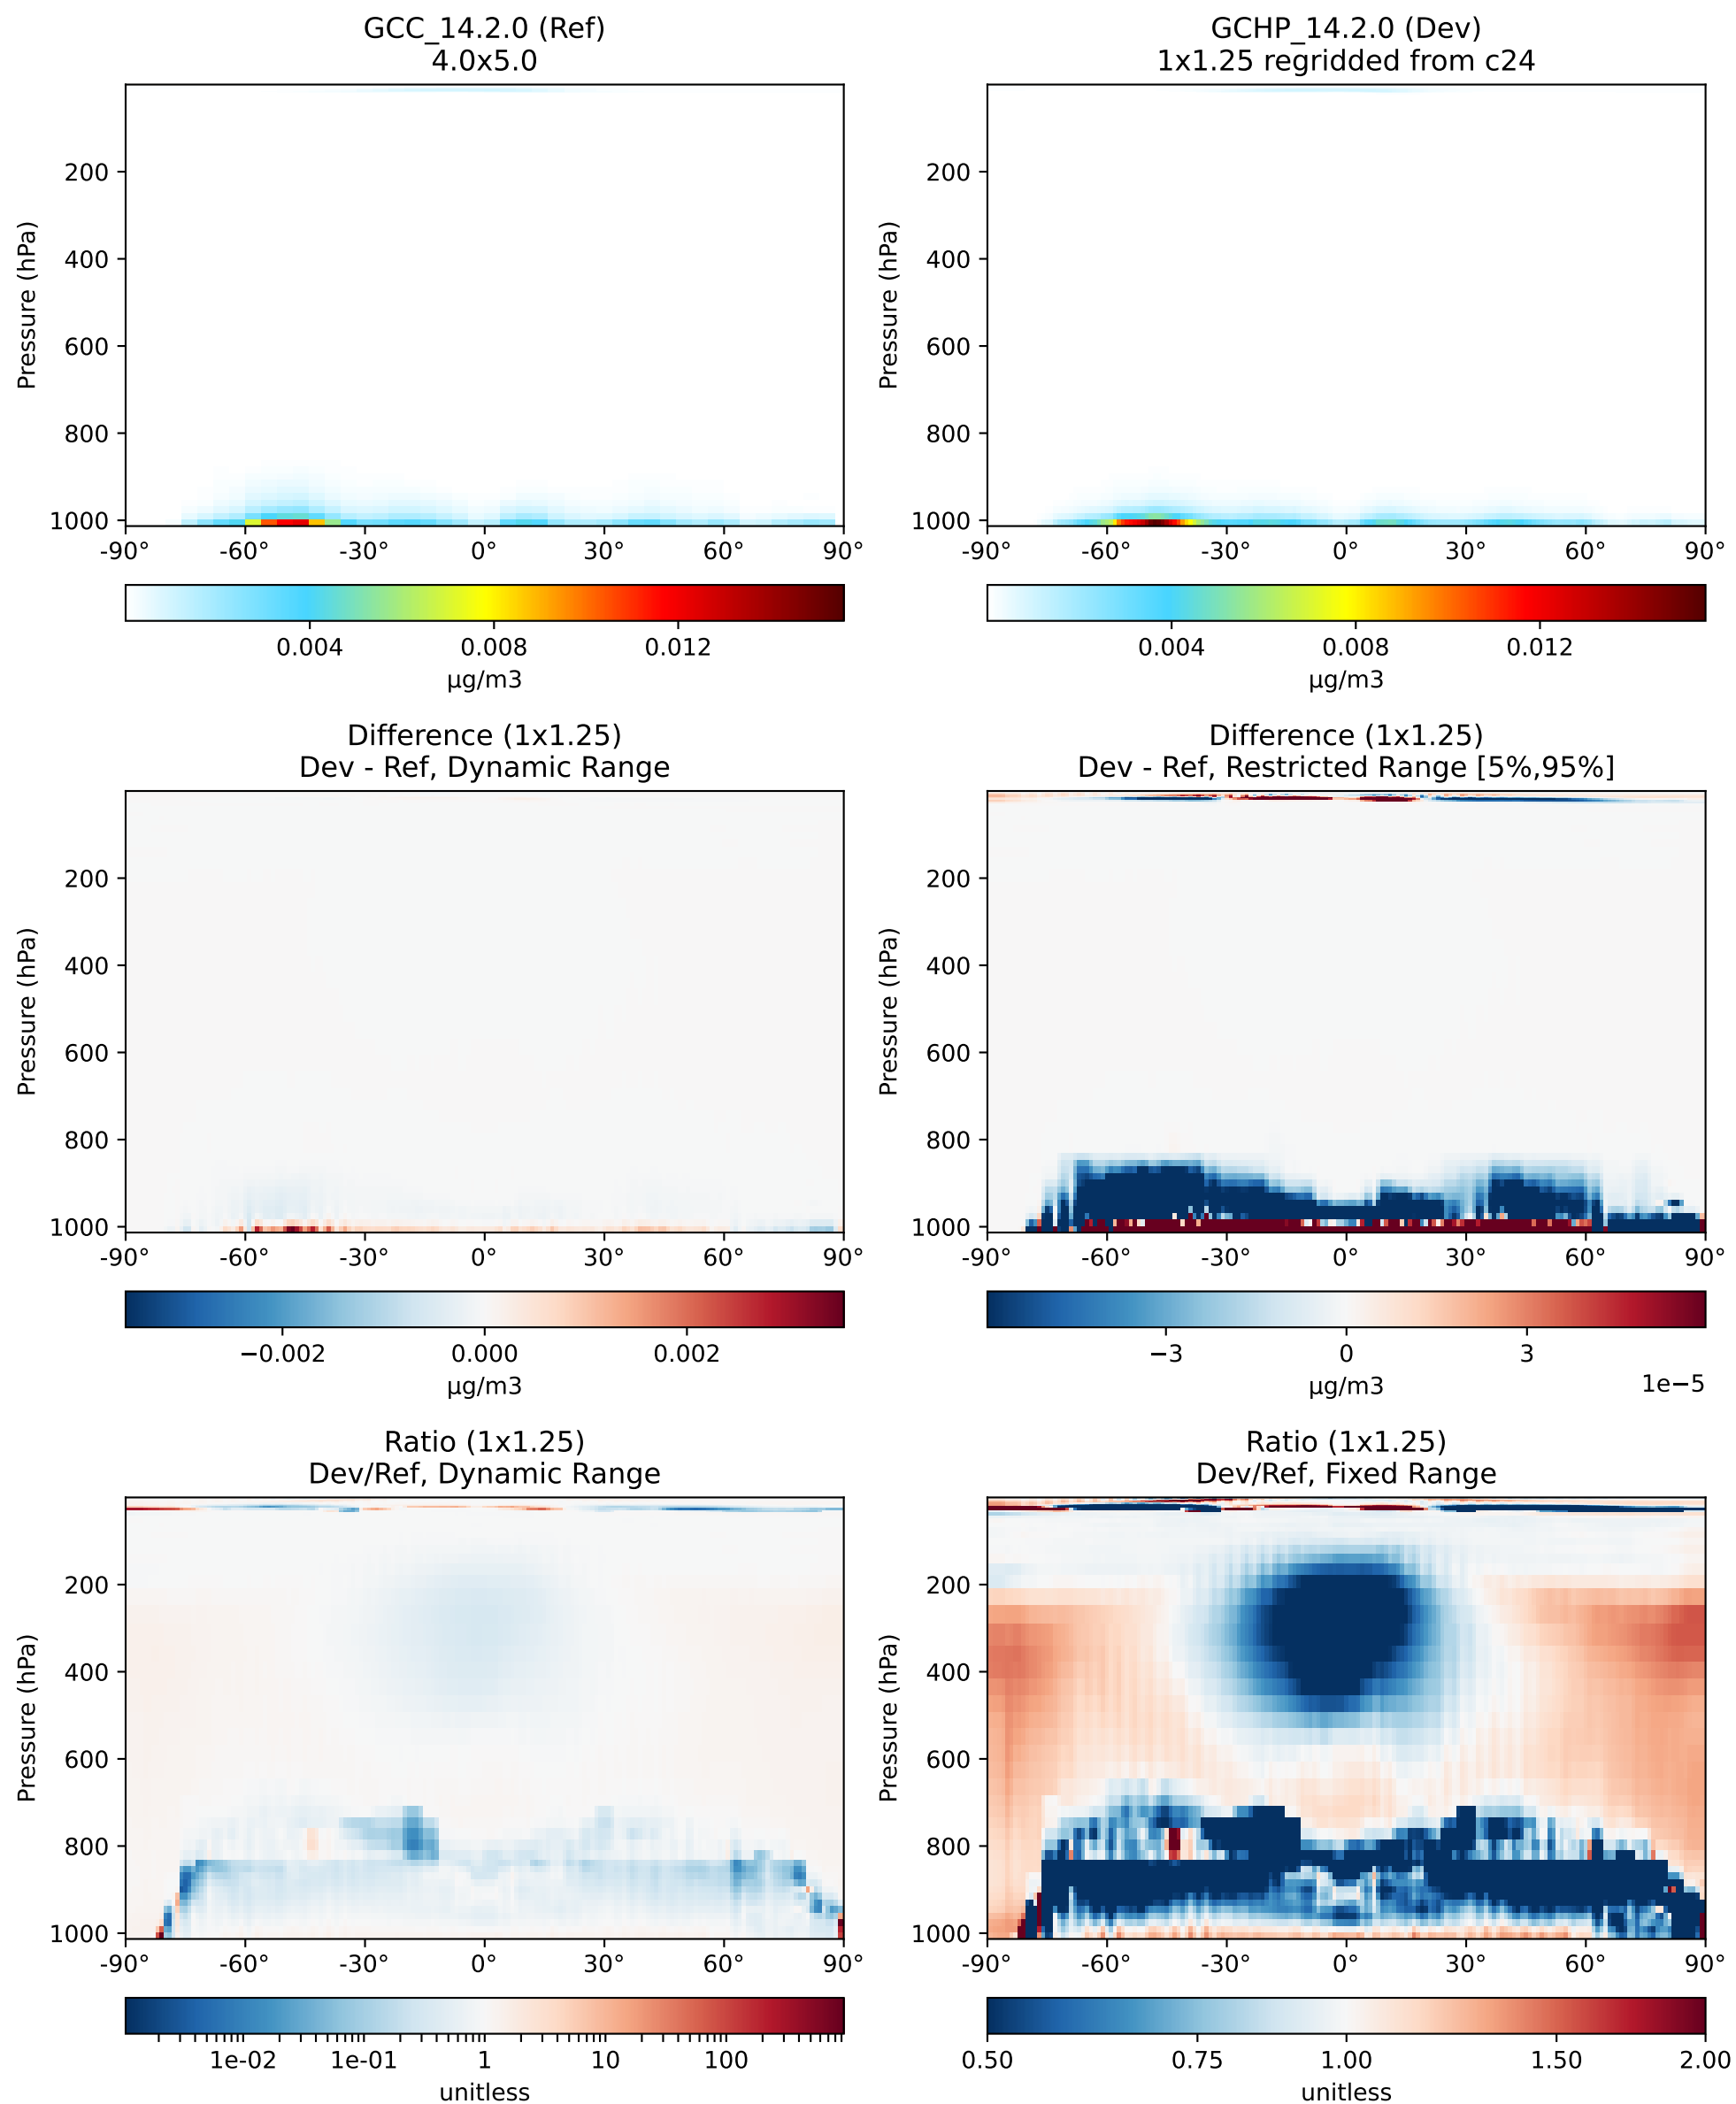 GCC_14.2.0 (Ref)
4.0x5.0
Pressure (hPa)
200
400
600
800
1000
-90° -60° -30° 0° 30° 60° 90°
0.004 0.008 0.012
µg/m3
GCHP_14.2.0 (Dev)
1x1.25 regridded from c24
Pressure (hPa)
200
400
600
800
1000
-90° -60° -30° 0° 30° 60° 90°
0.004 0.008 0.012
µg/m3
Difference (1x1.25)
Dev - Ref, Dynamic Range
Pressure (hPa)
200
400
600
800
1000
-90° -60° -30° 0° 30° 60° 90°
−0.002 0.000 0.002
µg/m3
Difference (1x1.25)
Dev - Ref, Restricted Range [5%,95%]
Pressure (hPa)
200
400
600
800
1000
-90° -60° -30° 0° 30° 60° 90°
−3 0 3
1e−5
µg/m3
Ratio (1x1.25)
Dev/Ref, Dynamic Range
Pressure (hPa)
200
400
600
800
1000
-90° -60° -30° 0° 30° 60° 90°
1e-02 1e-01 1 10 100
unitless
Ratio (1x1.25)
Dev/Ref, Fixed Range
Pressure (hPa)
200
400
600
800
1000
-90° -60° -30° 0° 30° 60° 90°
0.50 0.75 1.00 1.50 2.00
unitless